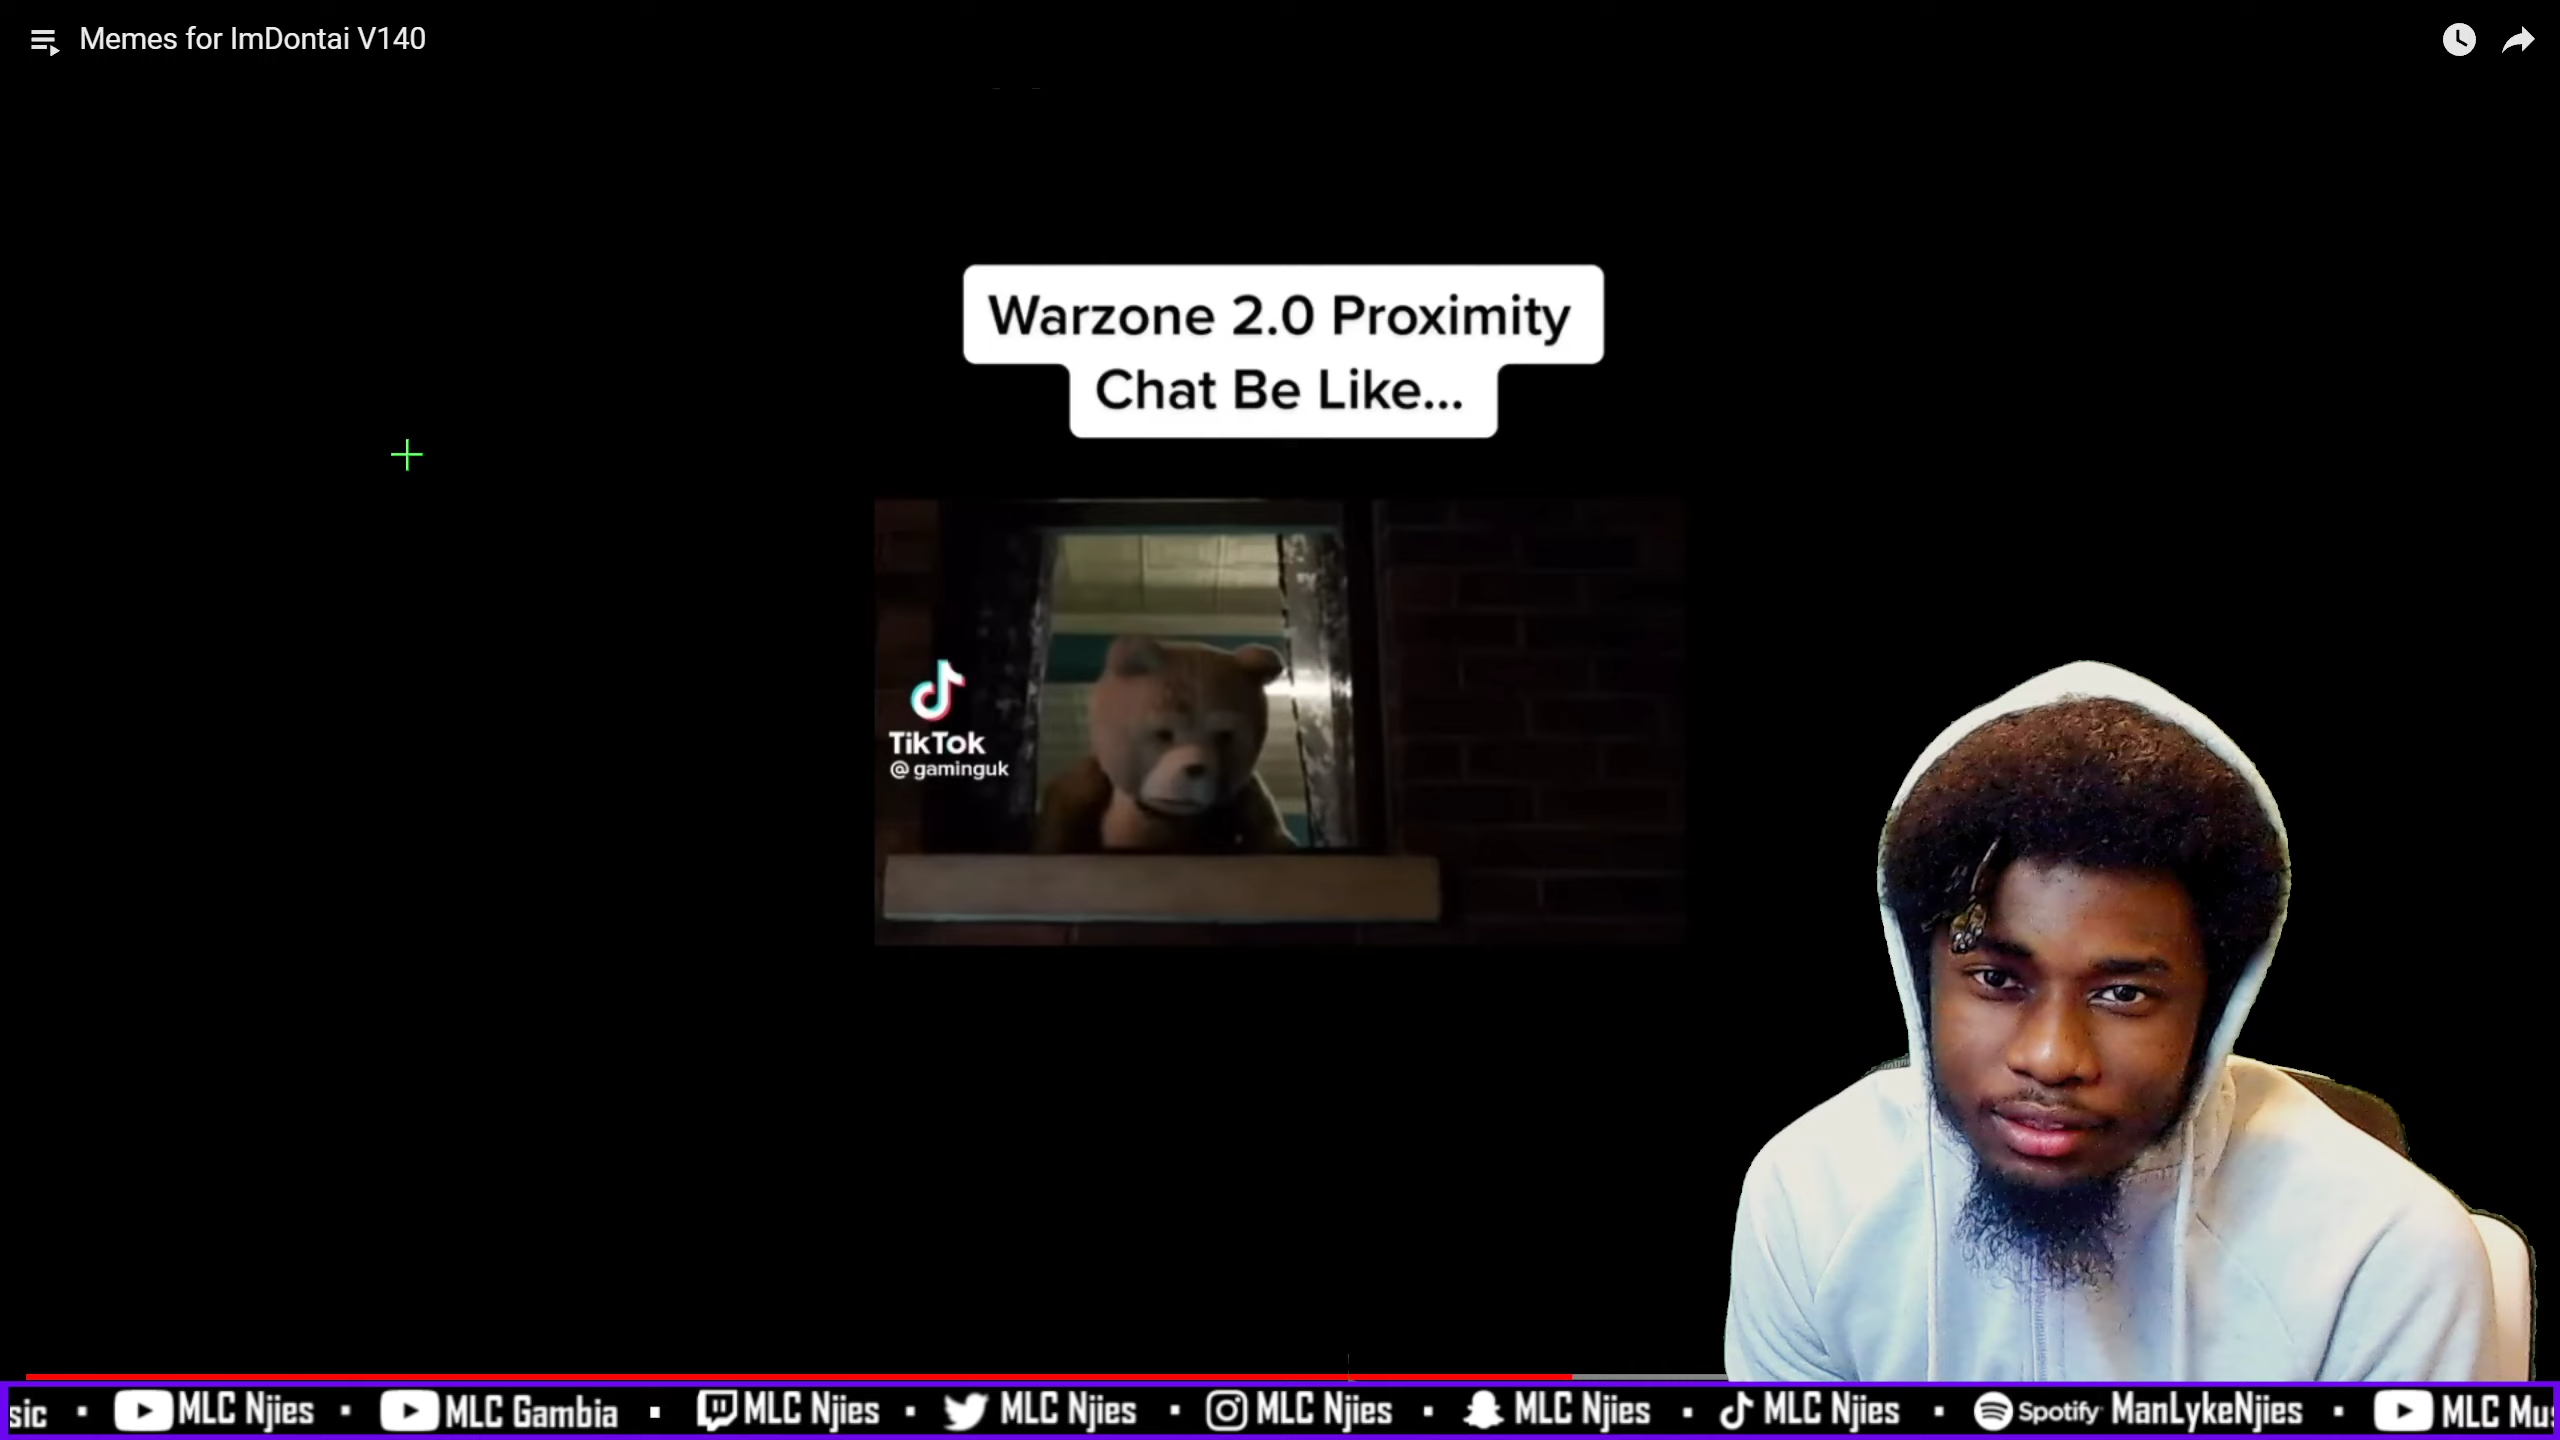 Memes for ImDontai V140
Warzone 2.0 Proximity
Chat Be Like...
TikTok
@ gaminguk
sic · MLC Njies · MLC Gambia · MLC Njies · MLC Njies · MLC Njies · MLC Njies · MLC Njies · Spotify ManLykeNjies · MLC Mus